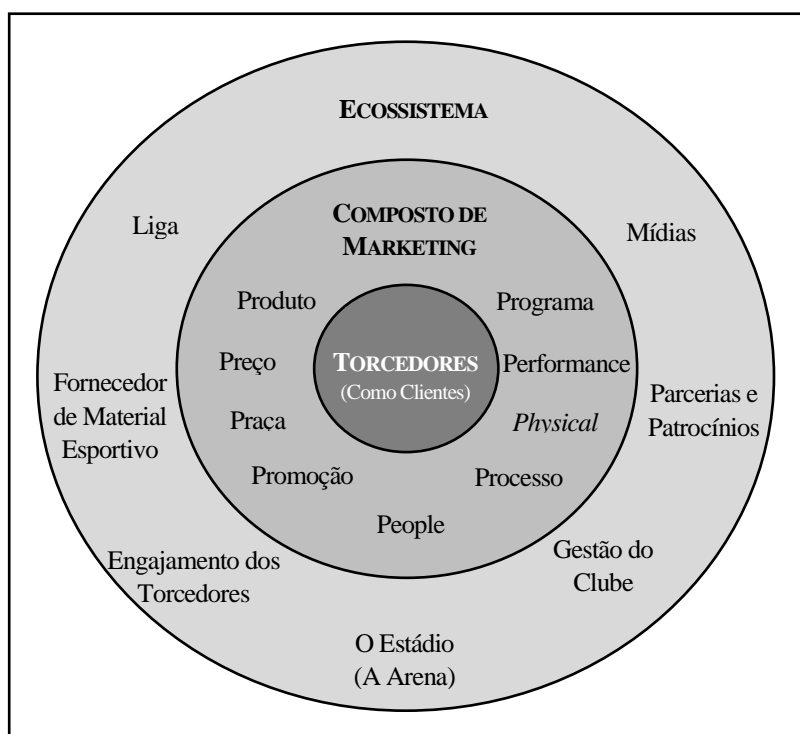 ECOSSISTEMA
Liga
Mídias
COMPOSTO DE
MARKETING
Produto
Programa
Preço
TORCEDORES
(Como Clientes)
Performance
Fornecedor
de Material
Esportivo
Praça
Physical
Parcerias e
Patrocínios
Promoção
Processo
People
Engajamento dos
Torcedores
Gestão do
Clube
O Estádio
(A Arena)